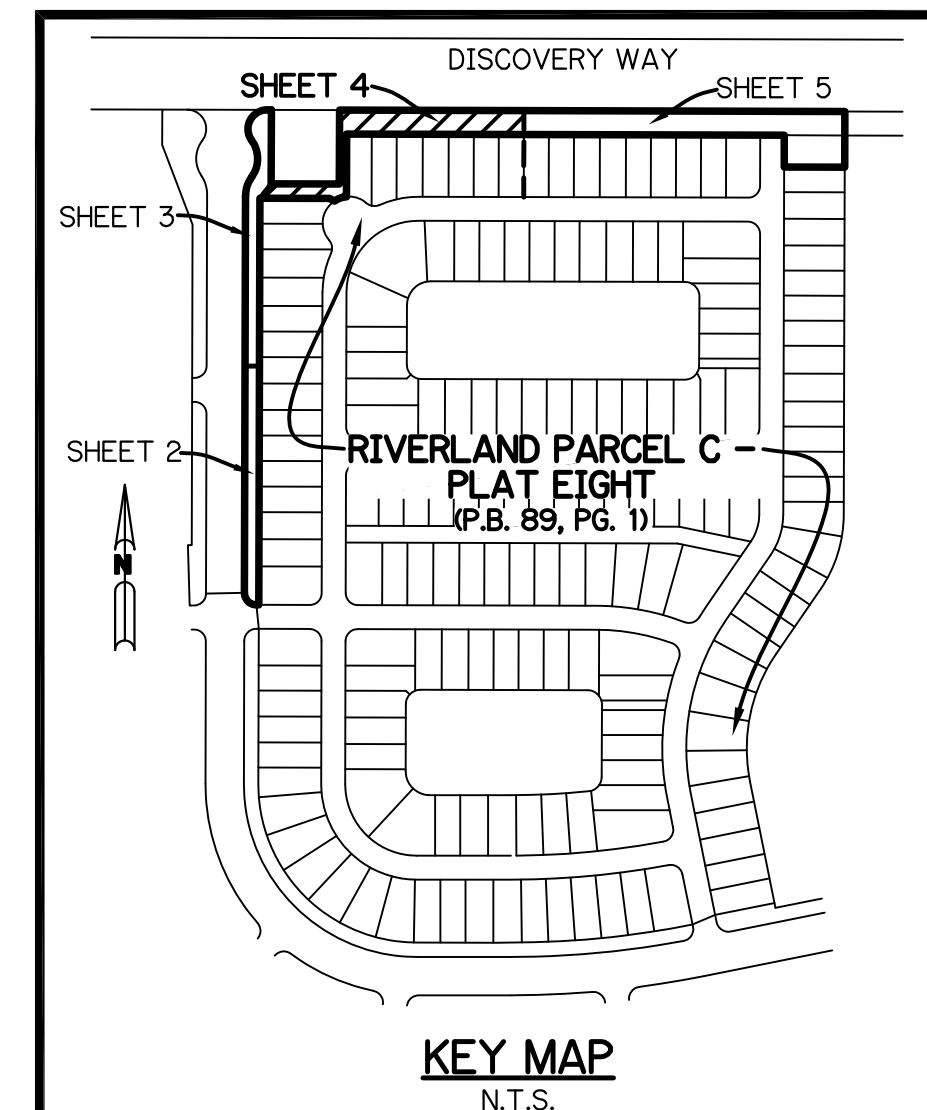 DISCOVERY WAY
SHEET 4
SHEET 5
SHEET 3
SHEET 2
RIVERLAND PARCEL C -
PLAT EIGHT
(P.B. 89, PG. 1)
N
KEY MAP
N.T.S.